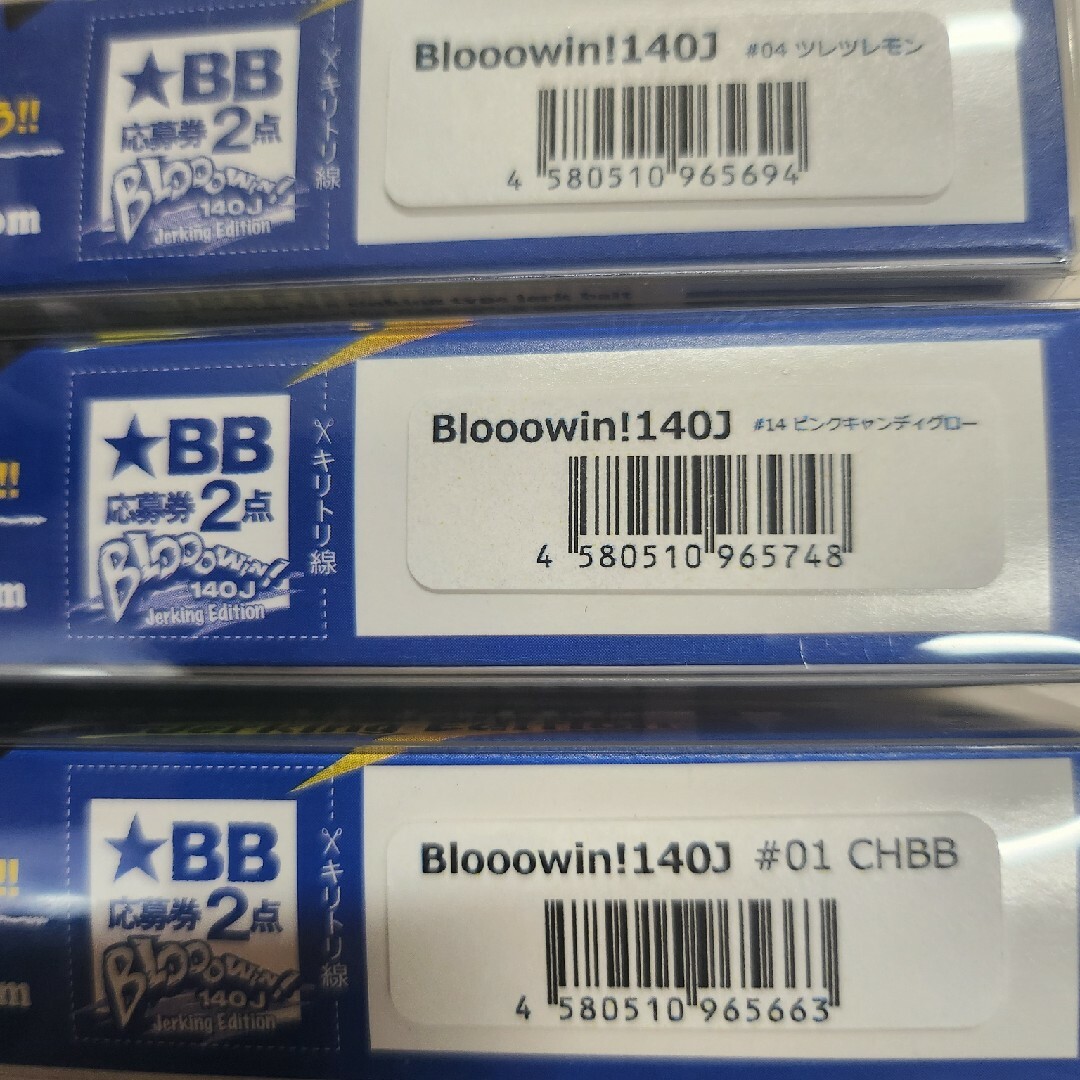 ★BB
応募券2点
Blooowin!
140J
Jerking Edition
キリトリ線
Blooowin!140J #04 ツレツレモン
4 580510 965694
★BB
応募券2点
Blooowin!
140J
Jerking Edition
キリトリ線
Blooowin!140J #14 ピンクキャンディグロー
4 580510 965748
★BB
応募券2点
Blooowin!
140J
Jerking Edition
キリトリ線
Blooowin!140J #01 CHBB
4 580510 965663